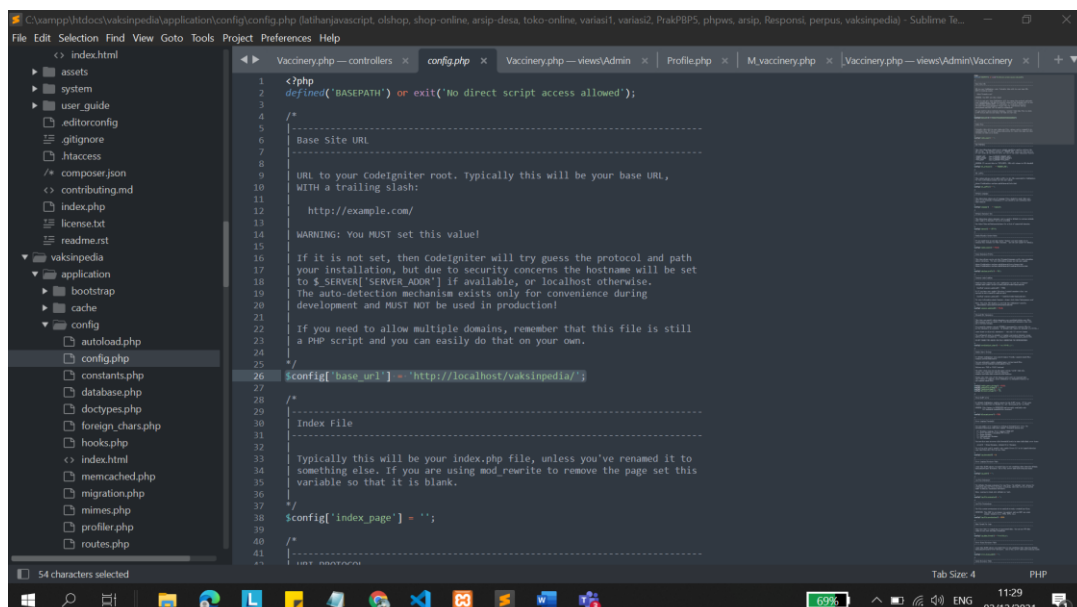 C:\xampp\htdocs\vaksinpedia\application\config\config.php (latihanjavascript, olshop, shop-online, arsip-desa, toko-online, variasi1, variasi2, PrakPBP5, phpws, arsip, Responsi, perpus, vaksinpedia) - Sublime Te...
File Edit Selection Find View Goto Tools Project Preferences Help
Vaccinery.php — controllers × config.php × Vaccinery.php — views\Admin × Profile.php × M_vaccinery.php × Vaccinery.php — views\Admin\Vaccinery ×
<> index.html
assets
system
user_guide
.editorconfig
.gitignore
.htaccess
/* composer.json
<> contributing.md
index.php
license.txt
readme.rst
vaksinpedia
application
bootstrap
cache
config
autoload.php
config.php
constants.php
database.php
doctypes.php
foreign_chars.php
hooks.php
<> index.html
memcached.php
migration.php
mimes.php
profiler.php
routes.php
1 <?php
2 defined('BASEPATH') or exit('No direct script access allowed');
3
4 /*
5 |--------------------------------------------------------------------------
6 | Base Site URL
7 |--------------------------------------------------------------------------
8 |
9 | URL to your CodeIgniter root. Typically this will be your base URL,
10 | WITH a trailing slash:
11 |
12 | http://example.com/
13 |
14 | WARNING: You MUST set this value!
15 |
16 | If it is not set, then CodeIgniter will try guess the protocol and path
17 | your installation, but due to security concerns the hostname will be set
18 | to $_SERVER['SERVER_ADDR'] if available, or localhost otherwise.
19 | The auto-detection mechanism exists only for convenience during
20 | development and MUST NOT be used in production!
21 |
22 | If you need to allow multiple domains, remember that this file is still
23 | a PHP script and you can easily do that on your own.
24 |
25 */
26 $config['base_url'] = 'http://localhost/vaksinpedia/';
27
28 /*
29 |--------------------------------------------------------------------------
30 | Index File
31 |--------------------------------------------------------------------------
32 |
33 | Typically this will be your index.php file, unless you've renamed it to
34 | something else. If you are using mod_rewrite to remove the page set this
35 | variable so that it is blank.
36 |
37 */
38 $config['index_page'] = '';
39
40 /*
41 |--------------------------------------------------------------------------
54 characters selected
Tab Size: 4 PHP
69%
ENG
11:29